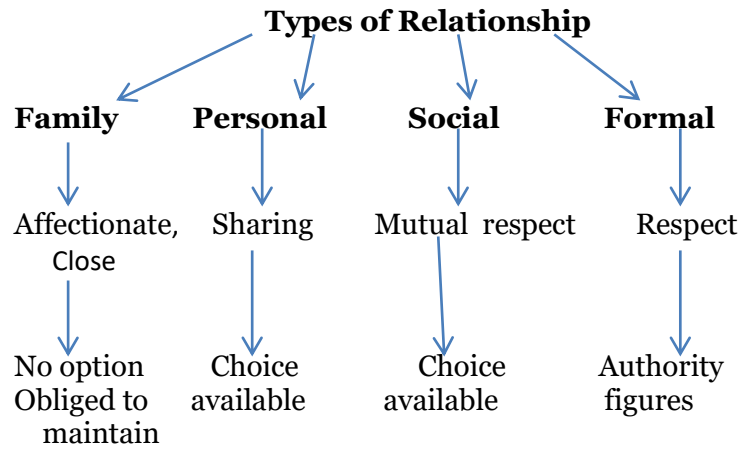 Types of Relationship
Family Personal Social Formal
Affectionate, Sharing Mutual respect Respect
Close
No option Choice Choice Authority
Obliged to available available figures
maintain